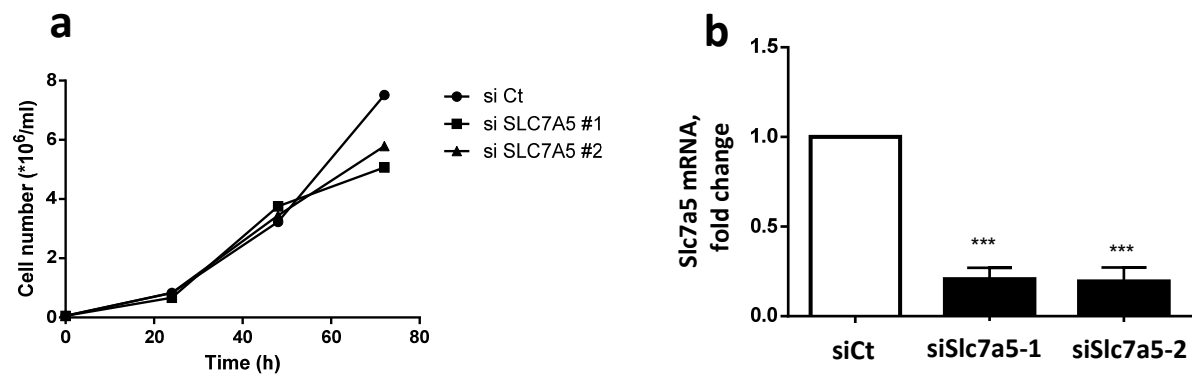 a
Cell number (*10⁶/ml)
8
6
4
2
0
0 20 40 60 80
Time (h)
si Ct
si SLC7A5 #1
si SLC7A5 #2
b
Slc7a5 mRNA,
fold change
1.5
1.0
0.5
0.0
***
***
siCt siSlc7a5-1 siSlc7a5-2